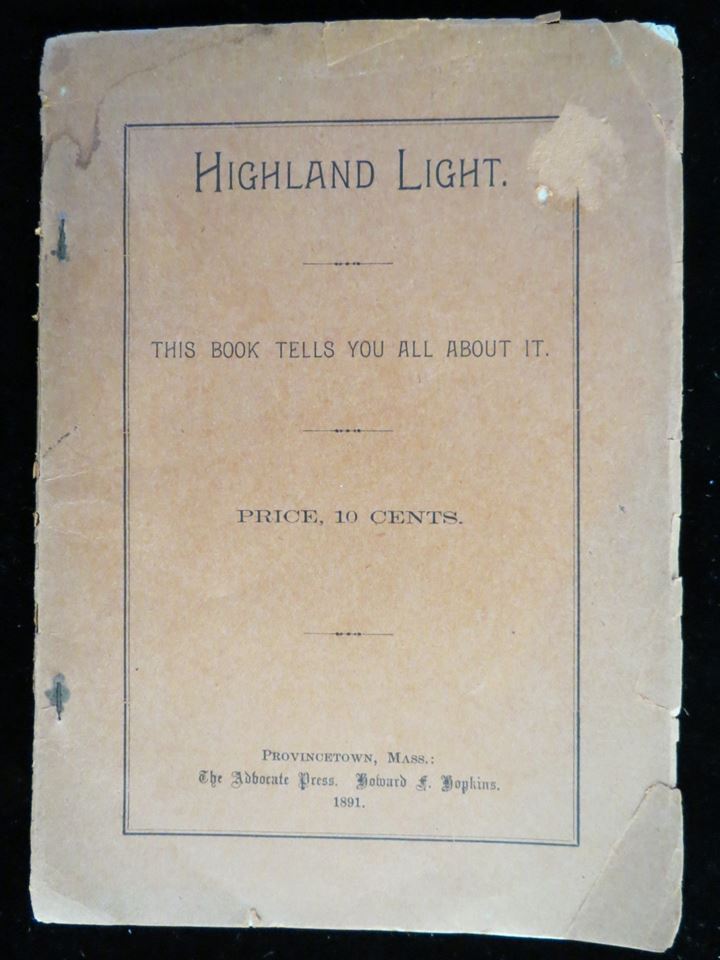 HIGHLAND LIGHT.
THIS BOOK TELLS YOU ALL ABOUT IT.
PRICE, 10 CENTS.
PROVINCETOWN, MASS.:
The Advocate Press. Howard F. Hopkins.
1891.